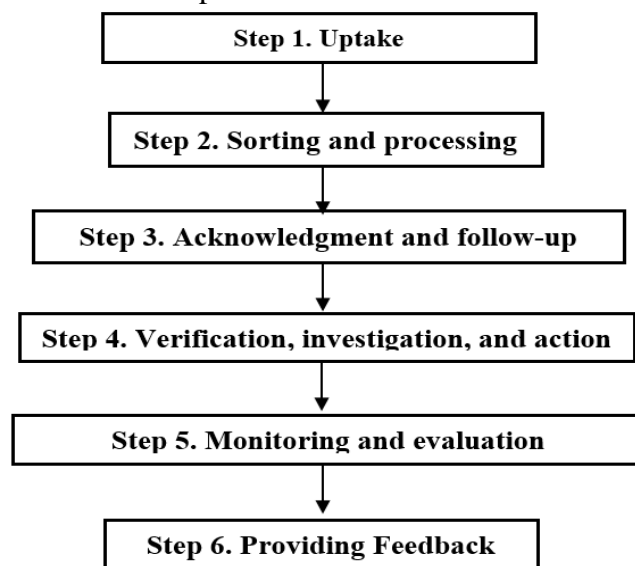 Step 1. Uptake
Step 2. Sorting and processing
Step 3. Acknowledgment and follow-up
Step 4. Verification, investigation, and action
Step 5. Monitoring and evaluation
Step 6. Providing Feedback